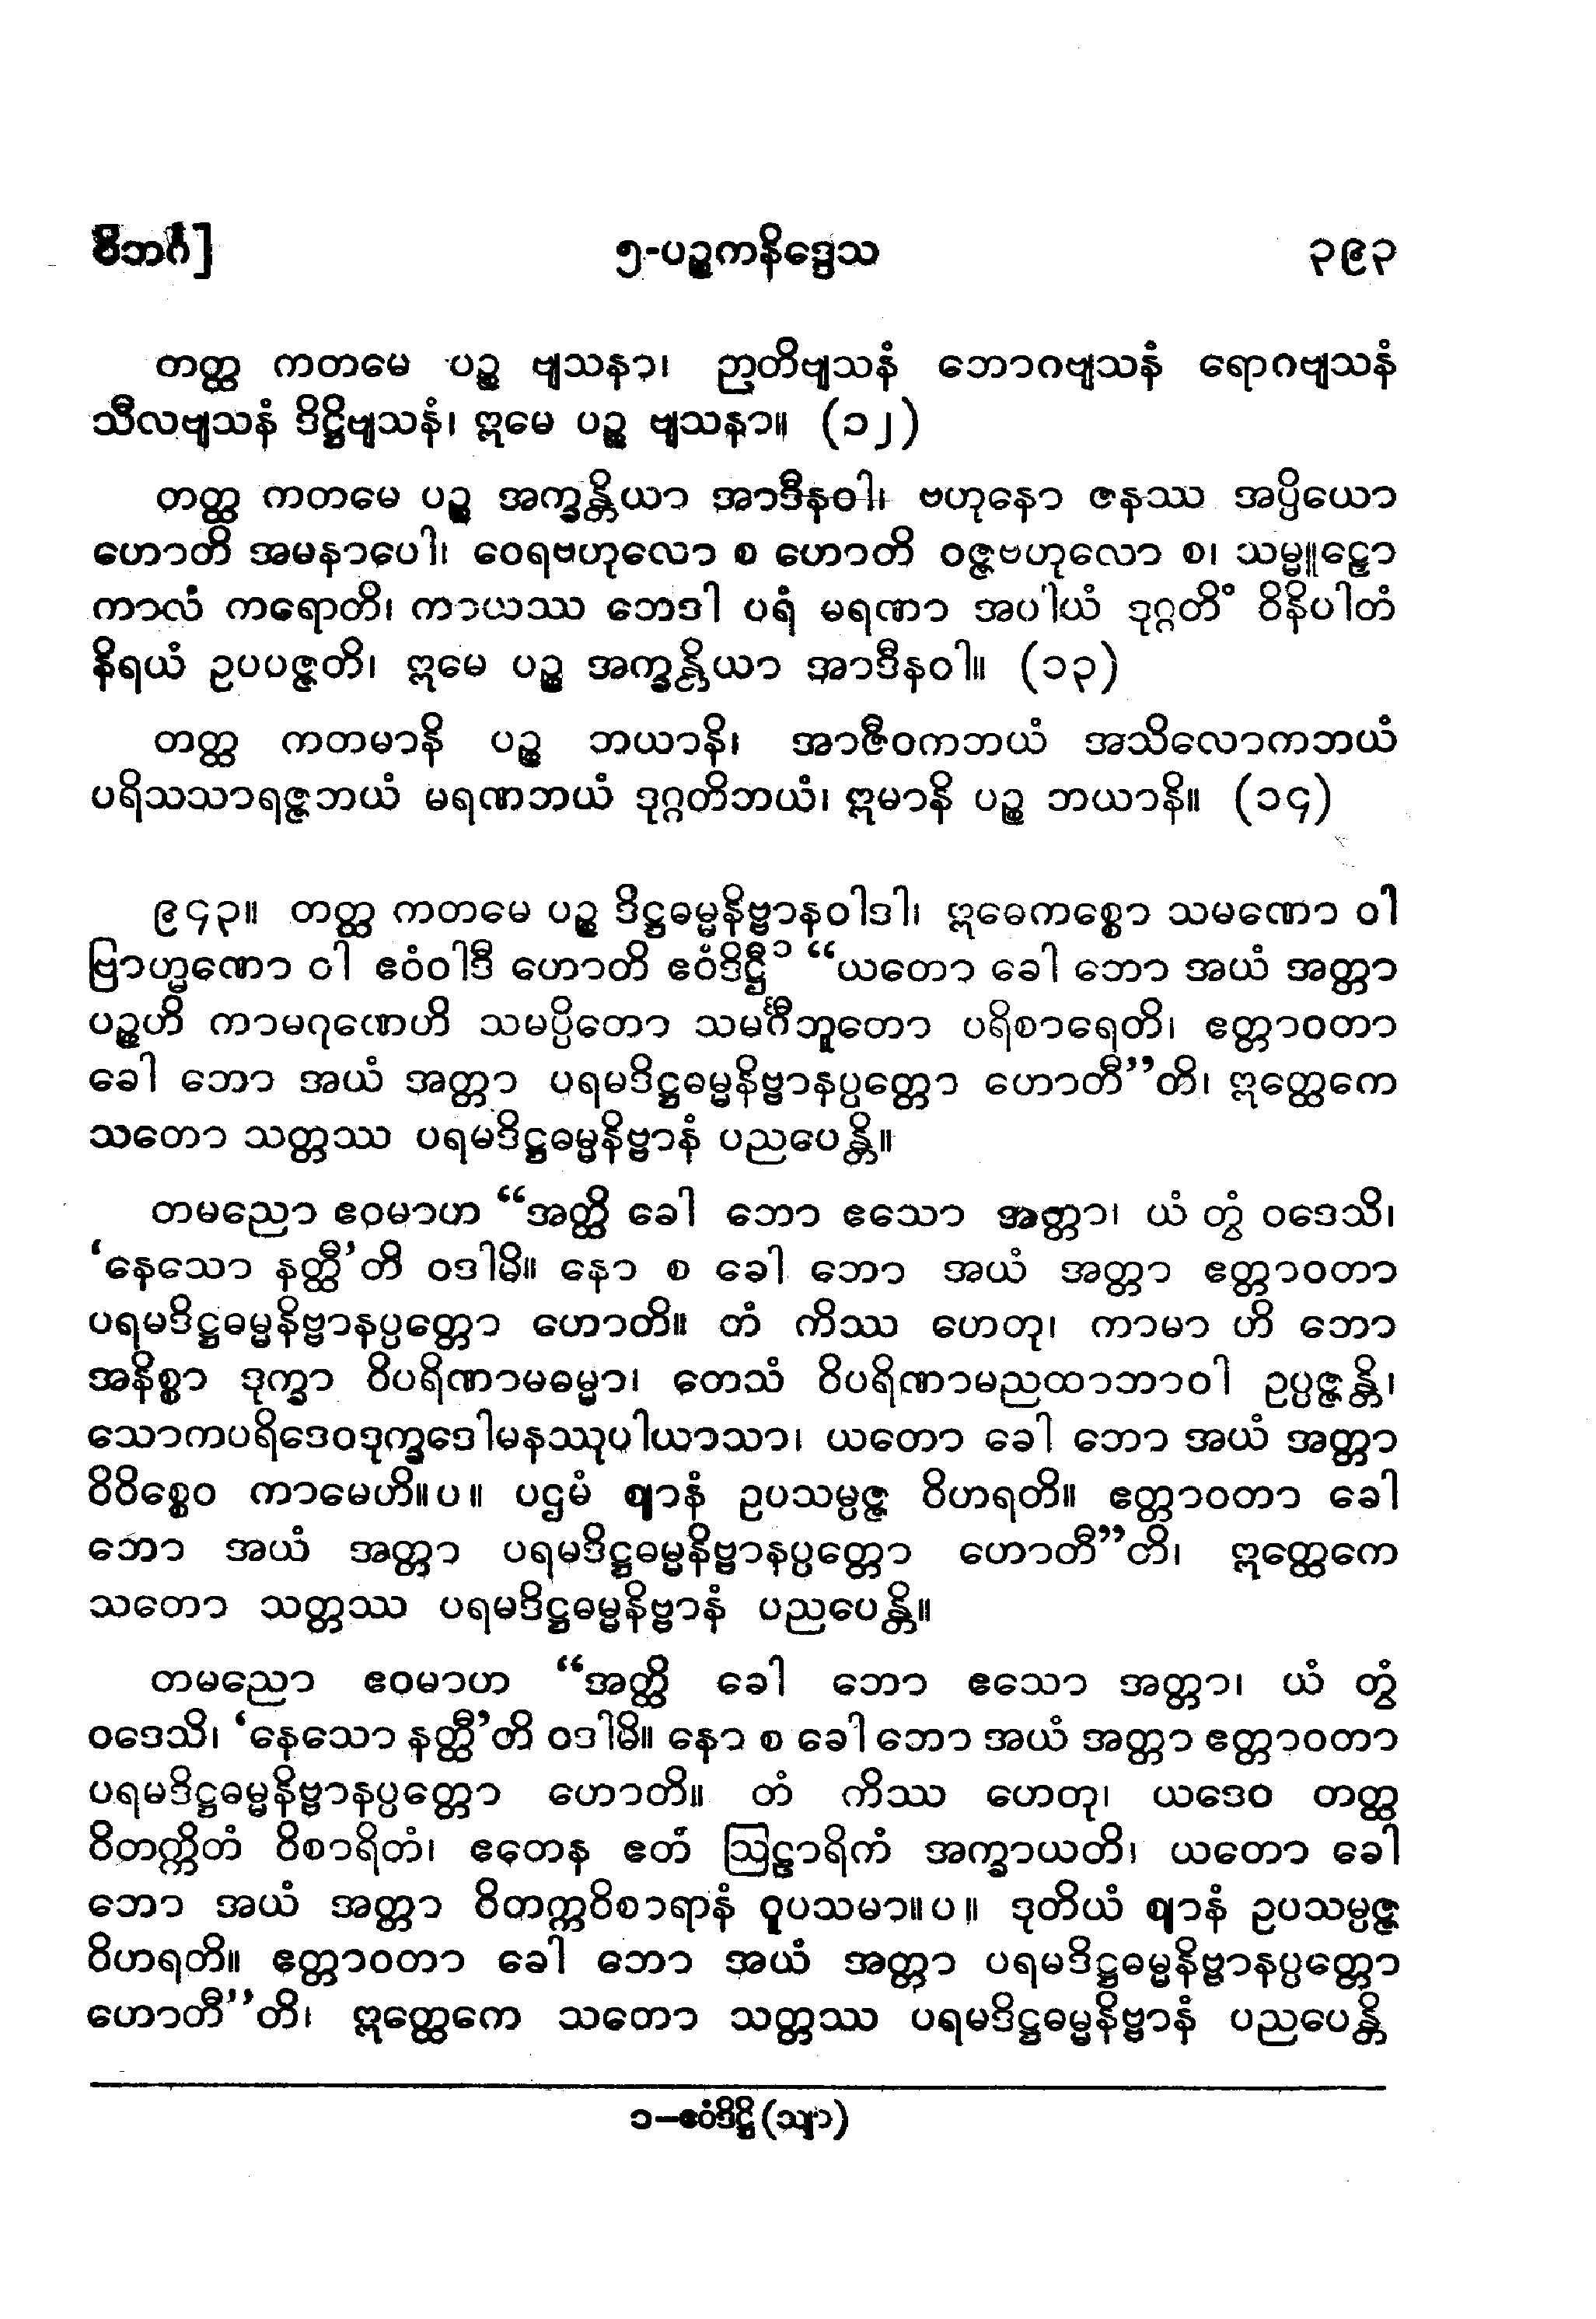 ဝိဘင်္ဂ]
၅-ပဉ္စကနိဒ္ဒေသ
၃၉၃
တတ္ထ ကတမေ ပဉ္စ ဗျသနာ၊ ဉာတိဗျသနံ ဘောဂဗျသနံ ရောဂဗျသနံ
သီလဗျသနံ ဒိဋ္ဌိဗျသနံ၊ ဣမေ ပဉ္စ ဗျသနာ။ (၁၂)
တတ္ထ ကတမေ ပဉ္စ အက္ခန္တိယာ အာဒီနဝါ၊ ဗဟုနော ဇနဿ အပ္ပိယော
ဟောတိ အမနာပေါ၊ ဝေရဗဟုလော စ ဟောတိ ဝဇ္ဇဗဟုလော စ၊ သမ္မူဠှော
ကာလံ ကရောတိ၊ ကာယဿ ဘေဒါ ပရံ မရဏာ အပါယံ ဒုဂ္ဂတိံ ဝိနိပါတံ
နိရယံ ဥပပဇ္ဇတိ၊ ဣမေ ပဉ္စ အက္ခန္တိယာ အာဒီနဝါ။ (၁၃)
တတ္ထ ကတမာနိ ပဉ္စ ဘယာနိ၊ အာဇီဝကဘယံ အသိလောကဘယံ
ပရိသသာရဇ္ဇဘယံ မရဏဘယံ ဒုဂ္ဂတိဘယံ၊ ဣမာနိ ပဉ္စ ဘယာနိ။ (၁၄)
၉၄၃။ တတ္ထ ကတမေ ပဉ္စ ဒိဋ္ဌဓမ္မနိဗ္ဗာနဝါဒါ၊ ဣဓေကစ္စော သမဏော ဝါ
ဗြာဟ္မဏော ဝါ ဧဝံဝါဒီ ဟောတိ ဧဝံဒိဋ္ဌီ ၁ “ယတော ခေါ ဘော အယံ အတ္တာ
ပဉ္စဟိ ကာမဂုဏေဟိ သမပ္ပိတော သမင်္ဂီဘူတော ပရိစာရေတိ၊ ဧတ္တာဝတာ
ခေါ ဘော အယံ အတ္တာ ပရမဒိဋ္ဌဓမ္မနိဗ္ဗာနပ္ပတ္တော ဟောတီ”တိ၊ ဣတ္ထေကေ
သတော သတ္တဿ ပရမဒိဋ္ဌဓမ္မနိဗ္ဗာနံ ပညပေန္တိ။
တမညော ဧဝမာဟ “အတ္ထိ ခေါ ဘော ဧသော အတ္တာ၊ ယံ တွံ ဝဒေသိ၊
‘နေသော နတ္ထီ’တိ ဝဒါမိ။ နော စ ခေါ ဘော အယံ အတ္တာ ဧတ္တာဝတာ
ပရမဒိဋ္ဌဓမ္မနိဗ္ဗာနပ္ပတ္တော ဟောတိ။ တံ ကိဿ ဟေတု၊ ကာမာ ဟိ ဘော
အနိစ္စာ ဒုက္ခာ ဝိပရိဏာမဓမ္မာ၊ တေသံ ဝိပရိဏာမညထာဘာဝါ ဥပ္ပဇ္ဇန္တိ၊
သောကပရိဒေဝဒုက္ခဒေါမနဿုပါယာသာ၊ ယတော ခေါ ဘော အယံ အတ္တာ
ဝိဝိစ္စေဝ ကာမေဟိ။ပ။ ပဌမံ ဈာနံ ဥပသမ္ပဇ္ဇ ဝိဟရတိ။ ဧတ္တာဝတာ ခေါ
ဘော အယံ အတ္တာ ပရမဒိဋ္ဌဓမ္မနိဗ္ဗာနပ္ပတ္တော ဟောတီ”တိ၊ ဣတ္ထေကေ
သတော သတ္တဿ ပရမဒိဋ္ဌဓမ္မနိဗ္ဗာနံ ပညပေန္တိ။
တမညော ဧဝမာဟ “အတ္ထိ ခေါ ဘော ဧသော အတ္တာ၊ ယံ တွံ
ဝဒေသိ၊ ‘နေသော နတ္ထီ’တိ ဝဒါမိ။ နော စ ခေါ ဘော အယံ အတ္တာ ဧတ္တာဝတာ
ပရမဒိဋ္ဌဓမ္မနိဗ္ဗာနပ္ပတ္တော ဟောတိ။ တံ ကိဿ ဟေတု၊ ယဒေဝ တတ္ထ
ဝိတက္ကိတံ ဝိစာရိတံ၊ ဧတေန ဧတံ ဩဠာရိကံ အက္ခာယတိ၊ ယတော ခေါ
ဘော အယံ အတ္တာ ဝိတက္ကဝိစာရာနံ ဝူပသမာ။ပ။ ဒုတိယံ ဈာနံ ဥပသမ္ပဇ္ဇ
ဝိဟရတိ။ ဧတ္တာဝတာ ခေါ ဘော အယံ အတ္တာ ပရမဒိဋ္ဌဓမ္မနိဗ္ဗာနပ္ပတ္တော
ဟောတီ”တိ၊ ဣတ္ထေကေ သတော သတ္တဿ ပရမဒိဋ္ဌဓမ္မနိဗ္ဗာနံ ပညပေန္တိ
၁−ဧဝံဒိဋ္ဌိ (သျာ)